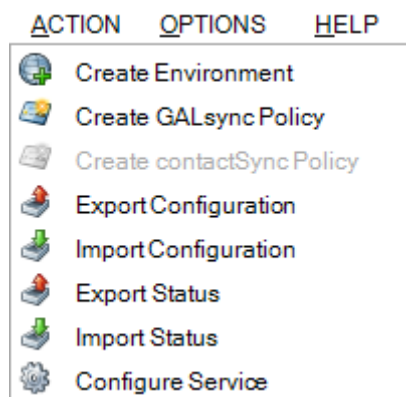 ACTION OPTIONS HELP
Create Environment
Create GALsync Policy
Create contactSync Policy
Export Configuration
Import Configuration
Export Status
Import Status
Configure Service